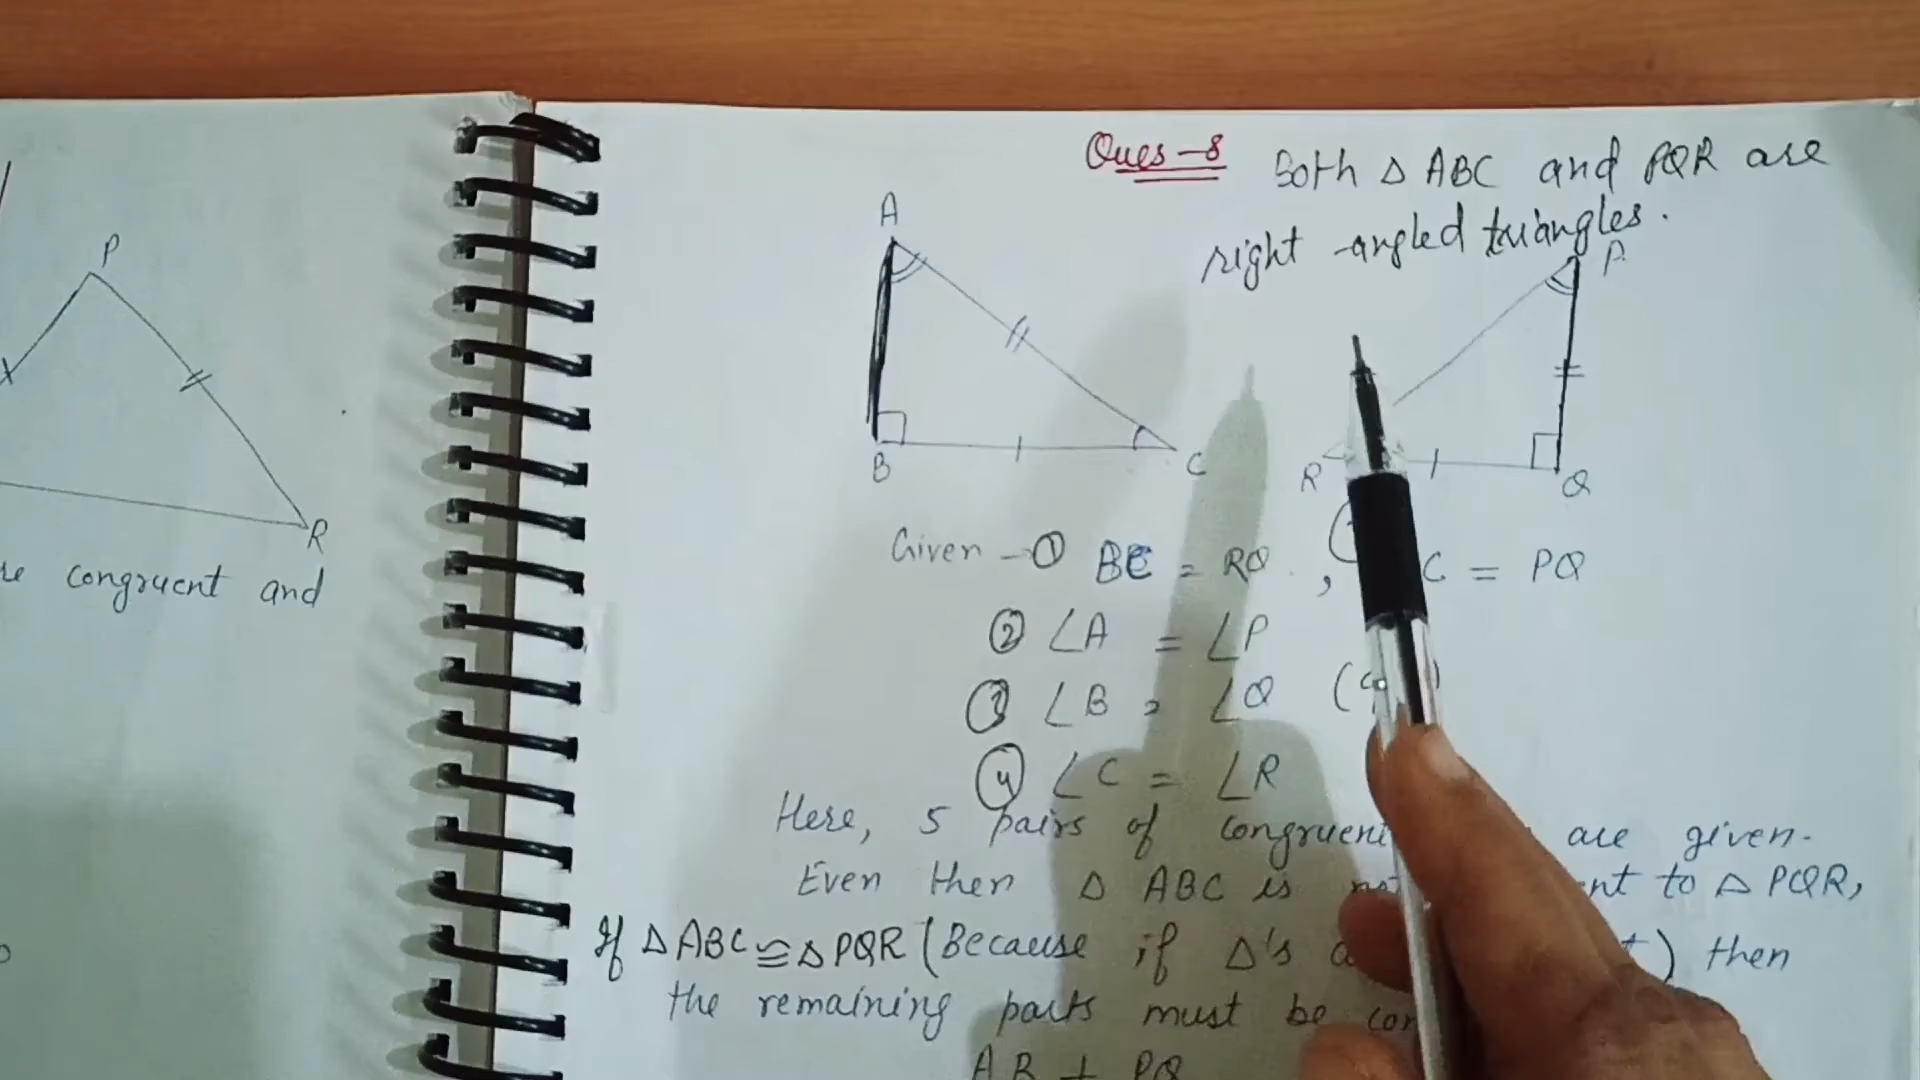 P
R
re congruent and
Ques-8 Both △ ABC and PQR are
right-angled triangles.
A
P
B
C
R
Q
Given - ① BC = RQ , C = PQ
② ∠A = ∠P
③ ∠B = ∠Q
④ ∠C = ∠R
Here, 5 pairs of are given.
Even then △ ABC is to △ PQR,
If △ABC ≅ △PQR (Because if △'s ) then
the remaining parts must be